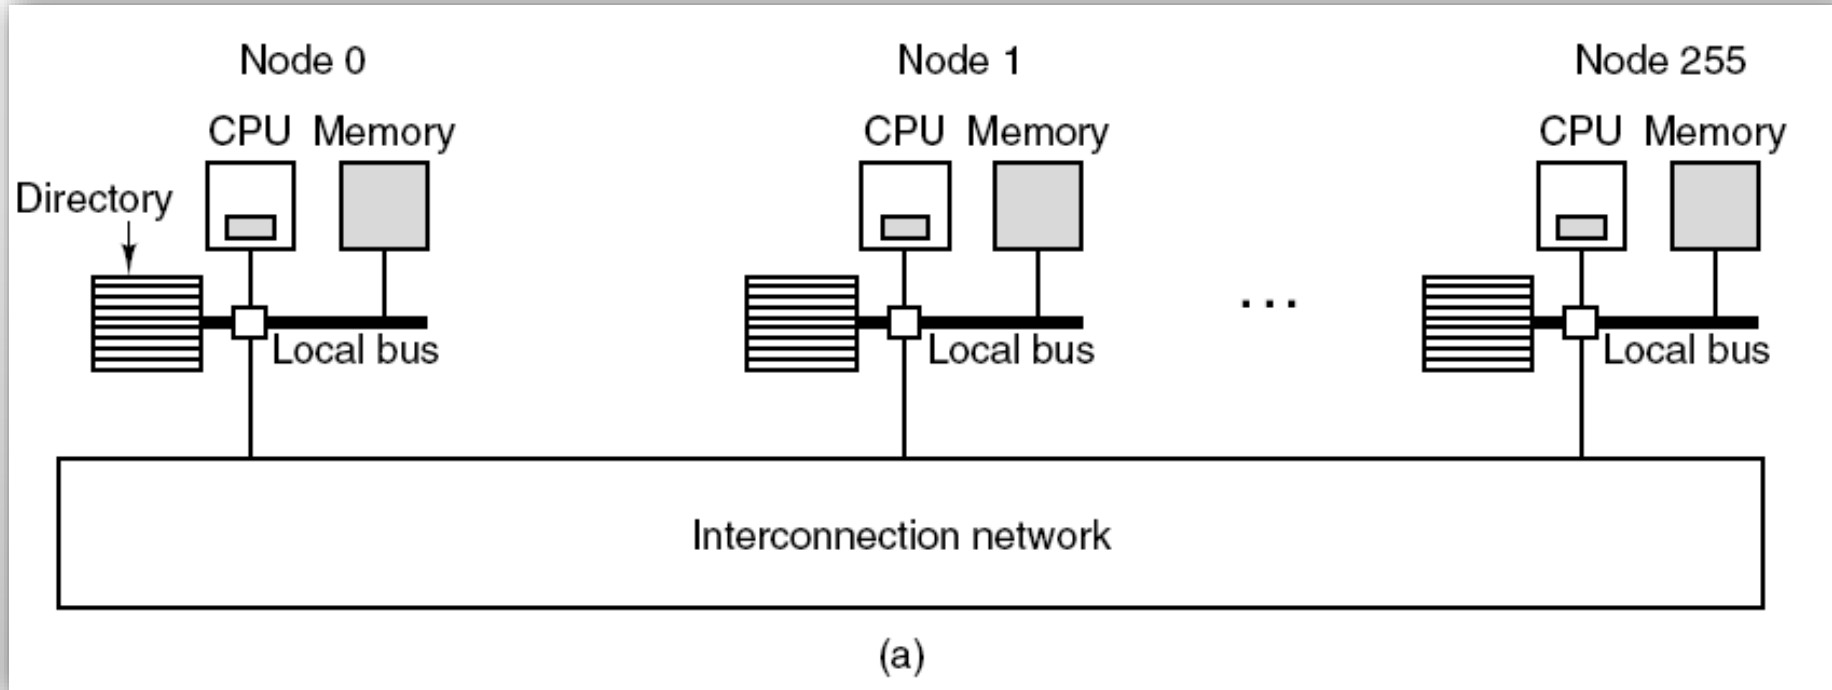 Node 0
Node 1
Node 255
CPU Memory
CPU Memory
CPU Memory
Directory
...
Local bus
Local bus
Local bus
Interconnection network
(a)